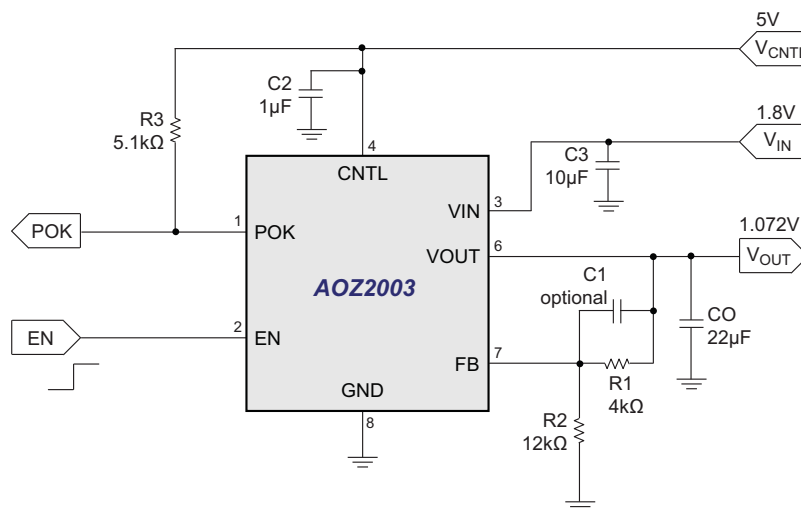 5V
VCNTL
C2
1µF
R3
5.1kΩ
1.8V
VIN
C3
10µF
4
CNTL
3
VIN
1.072V
POK
1
POK
6
VOUT
VOUT
C1
optional
AOZ2003
CO
22µF
EN
2
EN
7
FB
R1
4kΩ
GND
8
R2
12kΩ